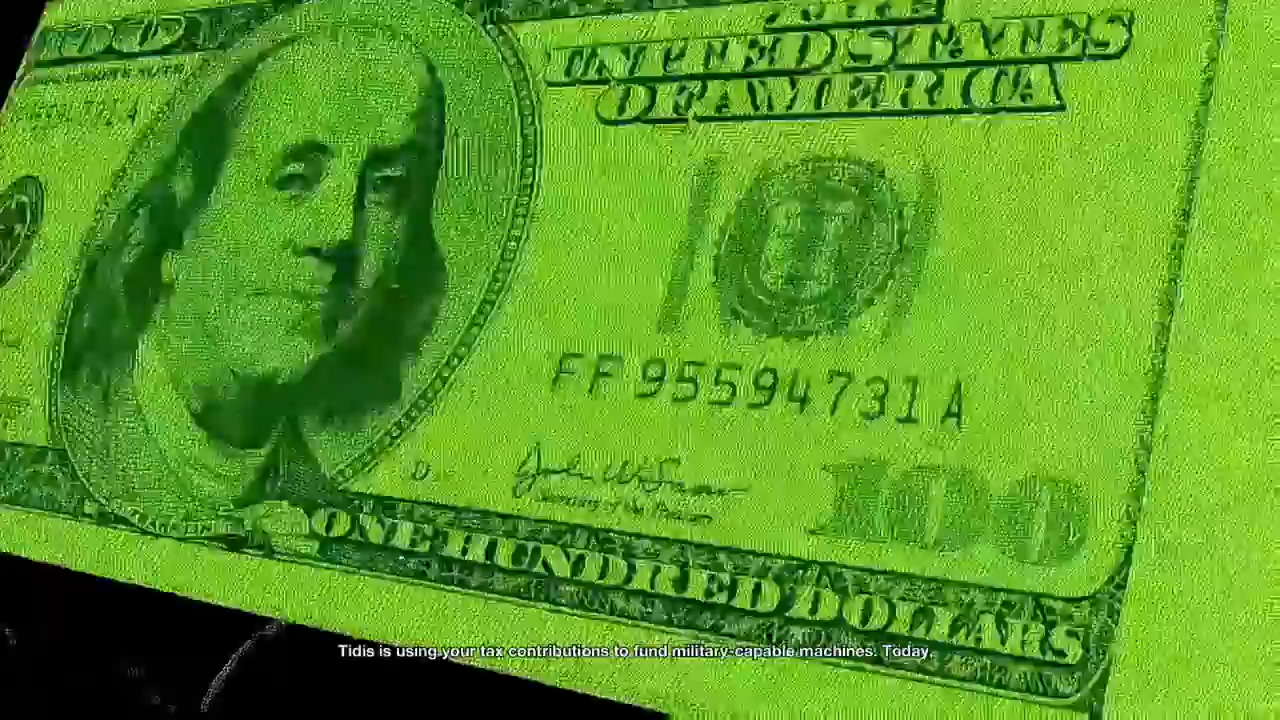 UNITED STATES
OF AMERICA
FF 95594731 A
D
100
ONE HUNDRED DOLLARS
Tidis is using your tax contributions to fund military-capable machines. Today.